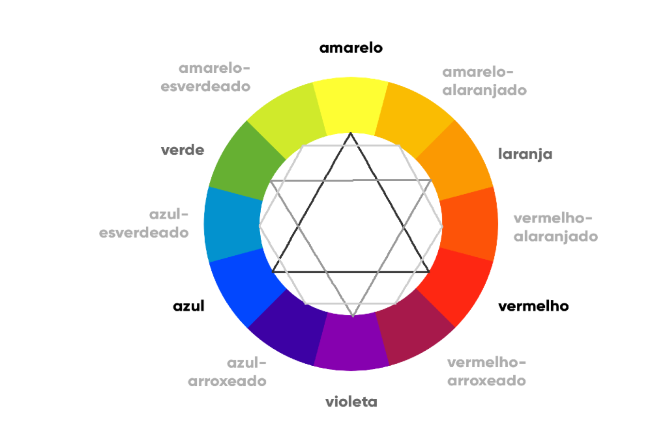 amarelo
amarelo-
esverdeado
amarelo-
alaranjado
verde
laranja
azul-
esverdeado
vermelho-
alaranjado
azul
vermelho
azul-
arroxeado
vermelho-
arroxeado
violeta